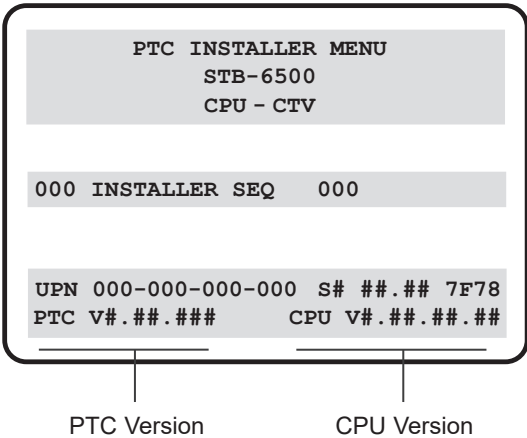 PTC INSTALLER MENU
STB-6500
CPU – CTV
000 INSTALLER SEQ 000
UPN 000-000-000-000 S# ##.## 7F78
PTC V#.##.### CPU V#.##.##.##
PTC Version CPU Version